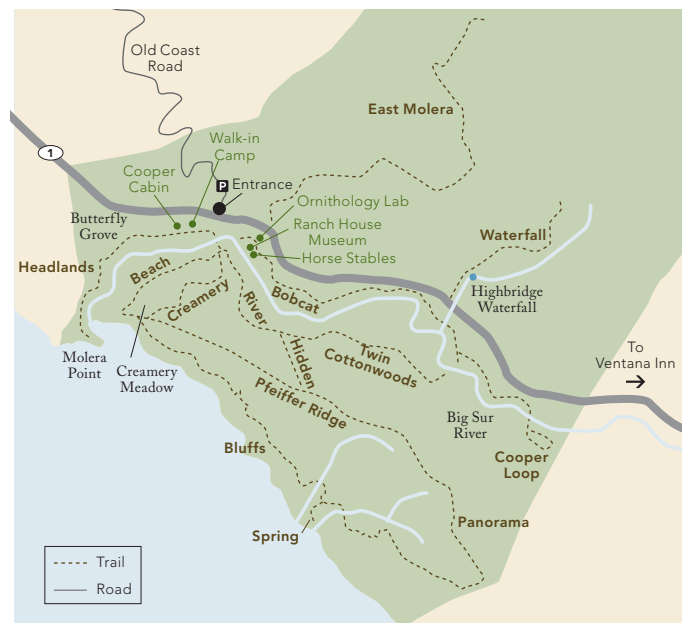 Old Coast
Road
East Molera
1
Walk-in
Camp
Cooper
Cabin
P
Entrance
Ornithology Lab
Ranch House
Museum
Horse Stables
Butterfly
Grove
Waterfall
Headlands
Beach
Creamery
River
Bobcat
Highbridge
Waterfall
Molera
Point
Creamery
Meadow
Hidden
Twin
Cottonwoods
To
Ventana Inn
Pfeiffer Ridge
Big Sur
River
Bluffs
Cooper
Loop
Spring
Panorama
Trail
Road